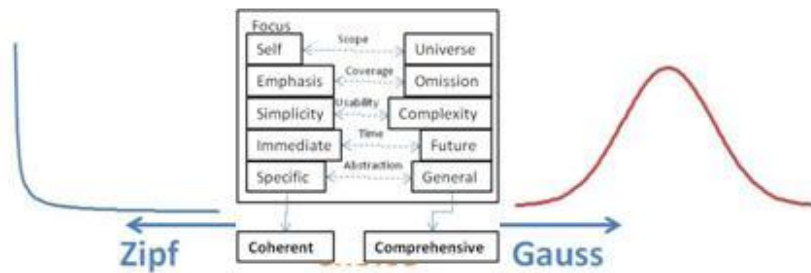 Focus
Scope
Self Universe
Coverage
Emphasis Omission
Usability
Simplicity Complexity
Time
Immediate Future
Abstraction
Specific General
Zipf Coherent Comprehensive Gauss